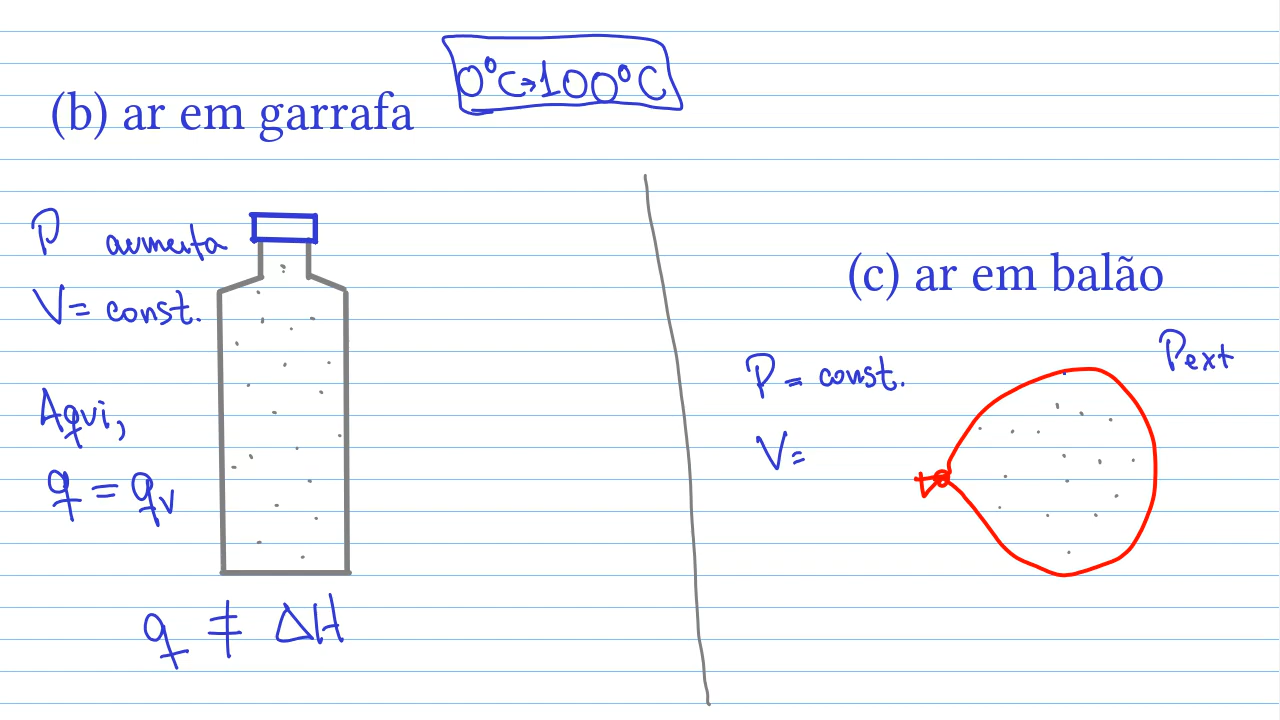 0°C→100°C
(b) ar em garrafa
P aumenta
V = const.
Aqui,
q = qv
q ≠ ΔH
(c) ar em balão
Pext
P = const.
V =